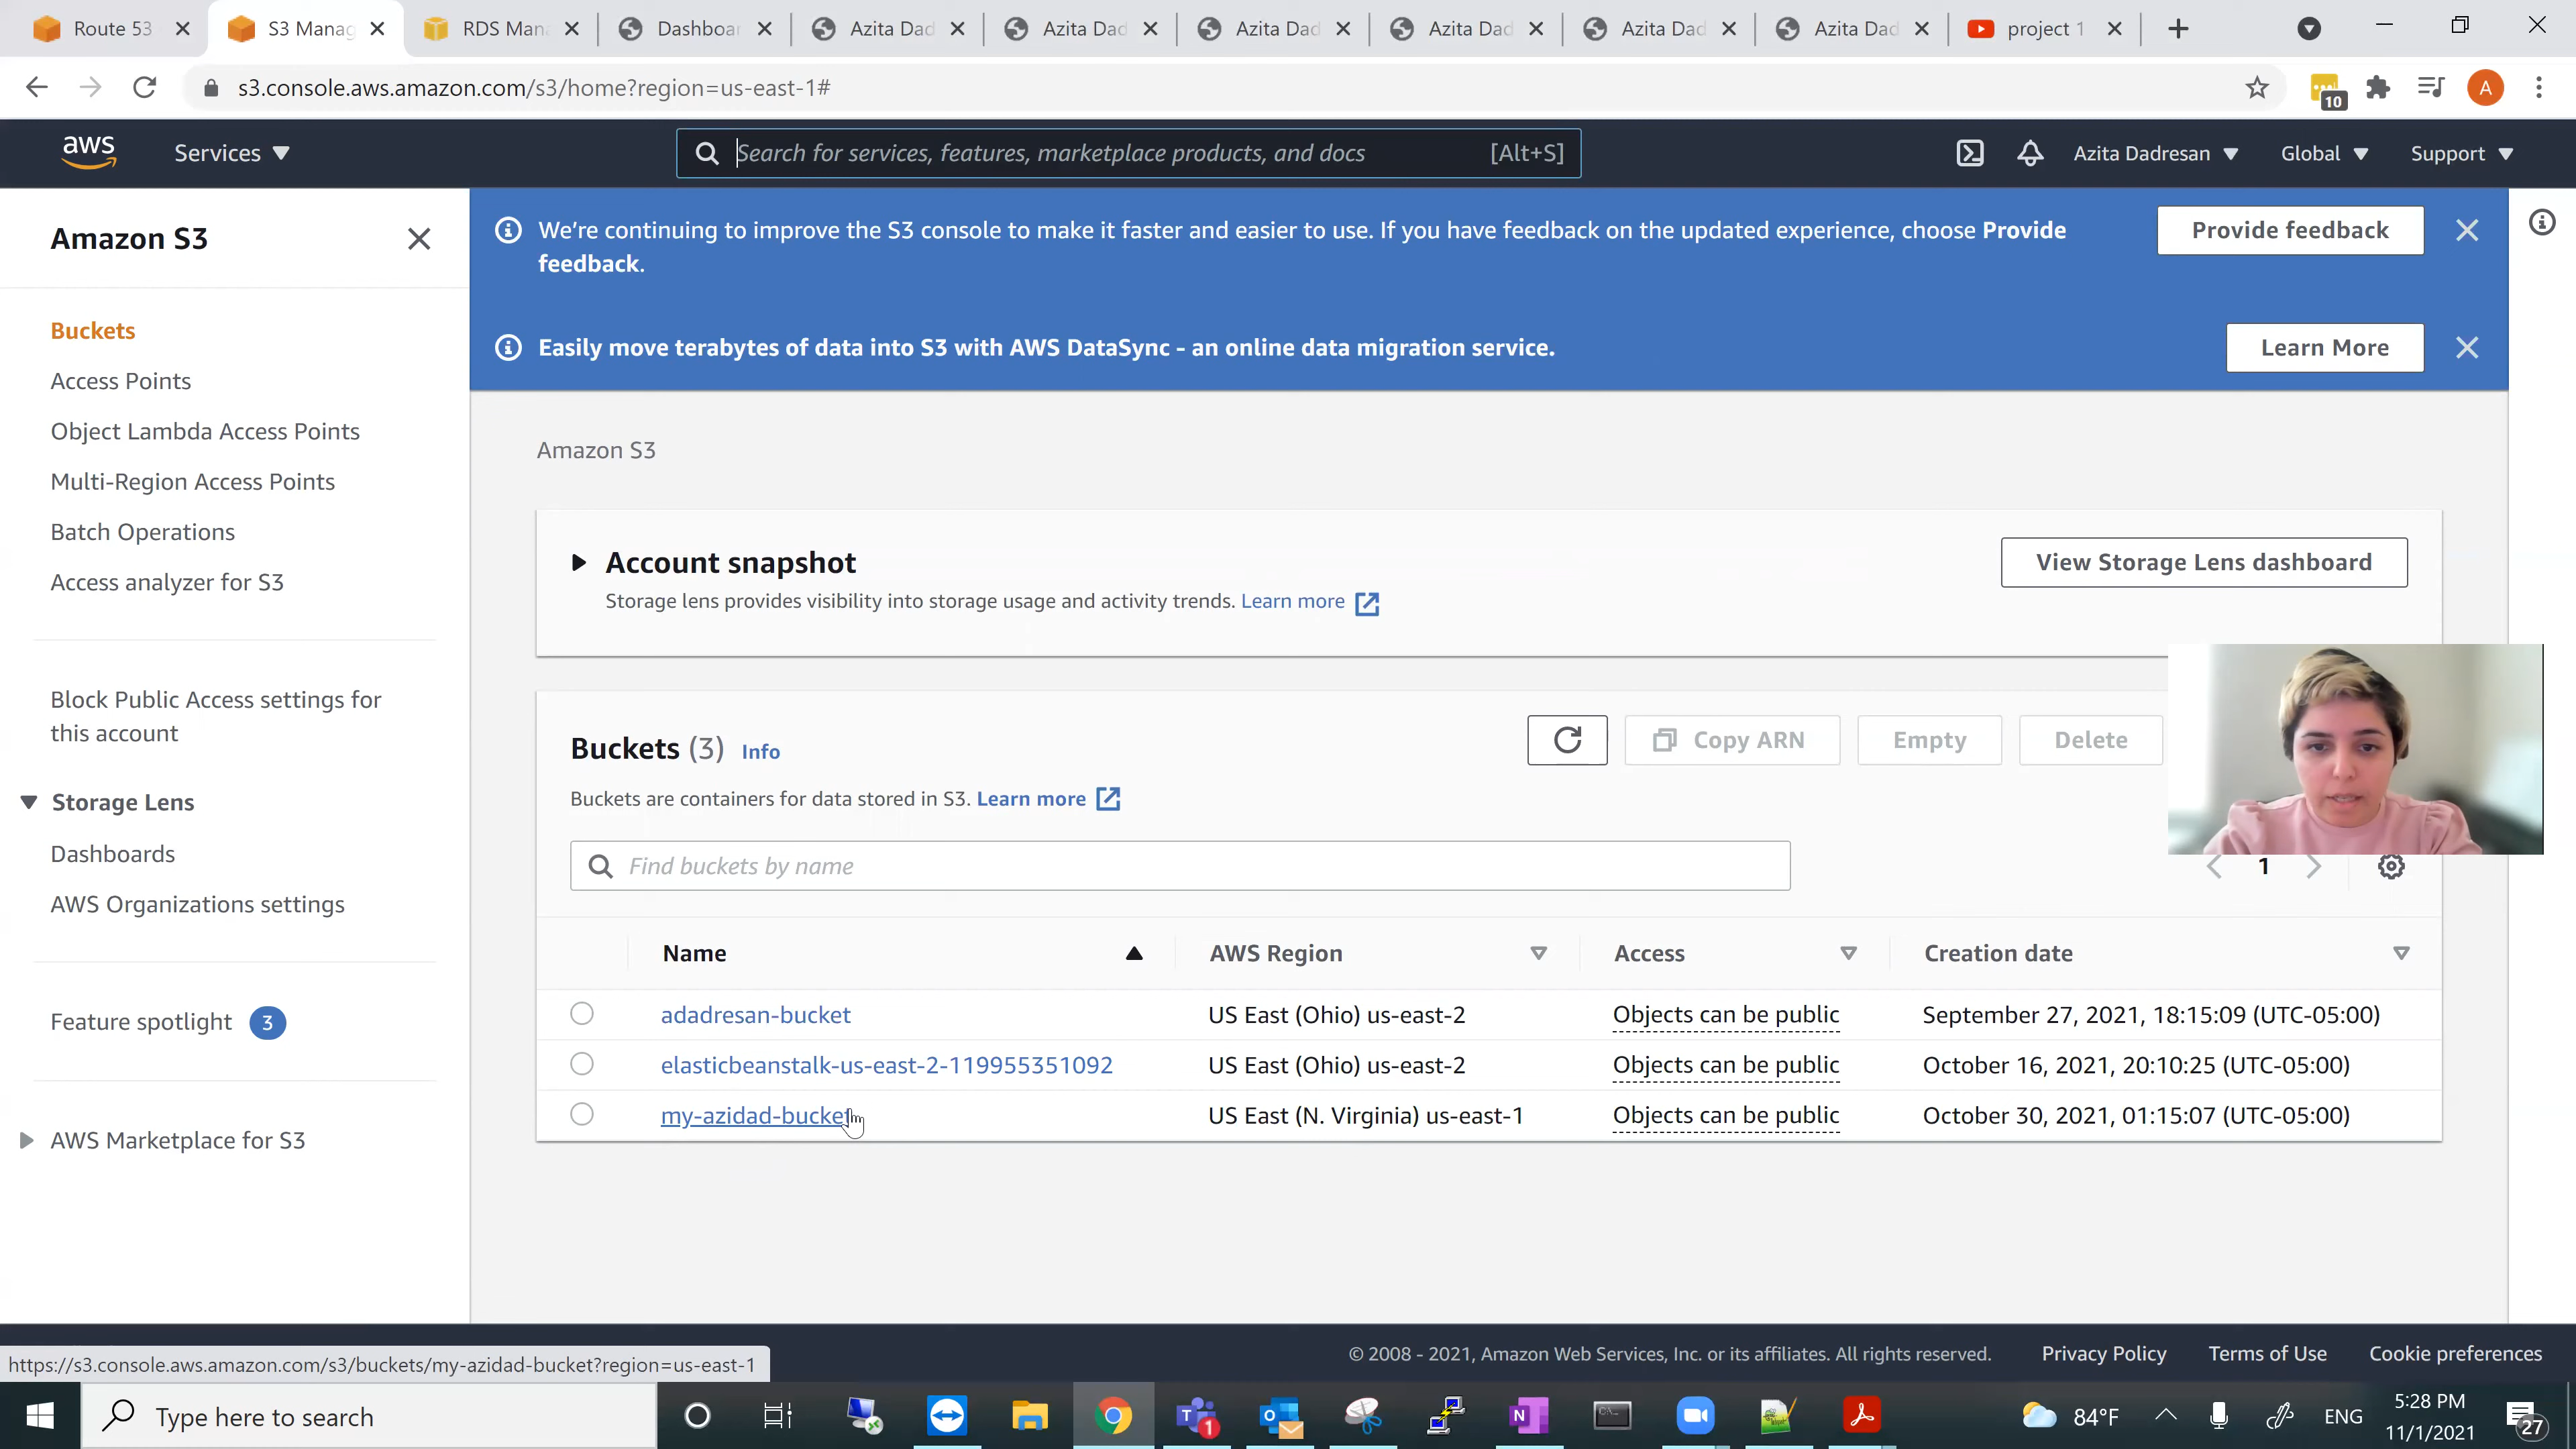 Route 53
S3 Manag
RDS Man
Dashboar
Azita Dad
Azita Dad
Azita Dad
Azita Dad
Azita Dad
Azita Dad
project 1
s3.console.aws.amazon.com/s3/home?region=us-east-1#
10
A
aws
Services
Search for services, features, marketplace products, and docs
[Alt+S]
Azita Dadresan
Global
Support
Amazon S3
Buckets
Access Points
Object Lambda Access Points
Multi-Region Access Points
Batch Operations
Access analyzer for S3
Block Public Access settings for
this account
Storage Lens
Dashboards
AWS Organizations settings
Feature spotlight 3
AWS Marketplace for S3
We're continuing to improve the S3 console to make it faster and easier to use. If you have feedback on the updated experience, choose Provide
feedback.
Provide feedback
Easily move terabytes of data into S3 with AWS DataSync - an online data migration service.
Learn More
Amazon S3
Account snapshot
Storage lens provides visibility into storage usage and activity trends. Learn more
View Storage Lens dashboard
Buckets (3) Info
Copy ARN
Empty
Delete
Buckets are containers for data stored in S3. Learn more
Find buckets by name
1
Name AWS Region Access Creation date
adadresan-bucket US East (Ohio) us-east-2 Objects can be public September 27, 2021, 18:15:09 (UTC-05:00)
elasticbeanstalk-us-east-2-119955351092 US East (Ohio) us-east-2 Objects can be public October 16, 2021, 20:10:25 (UTC-05:00)
my-azidad-bucket US East (N. Virginia) us-east-1 Objects can be public October 30, 2021, 01:15:07 (UTC-05:00)
© 2008 - 2021, Amazon Web Services, Inc. or its affiliates. All rights reserved.
Privacy Policy
Terms of Use
Cookie preferences
https://s3.console.aws.amazon.com/s3/buckets/my-azidad-bucket?region=us-east-1
Type here to search
84°F
ENG
5:28 PM
11/1/2021
27